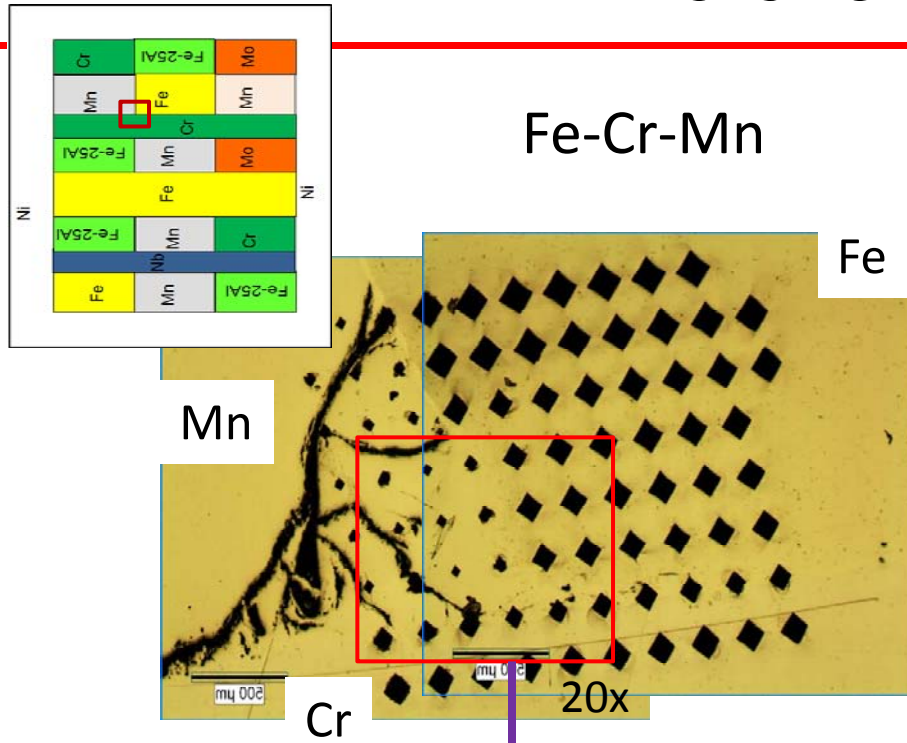 Cr Fe-25Al Mo
Mn Fe Mn
Cr
Fe-25Al Mn Mo
Fe
Ni Ni
Fe-25Al Mn Cr
Nb
Fe Mn Fe-25Al
Fe-Cr-Mn
Fe
Mn
500 µm
500 µm
20x
Cr